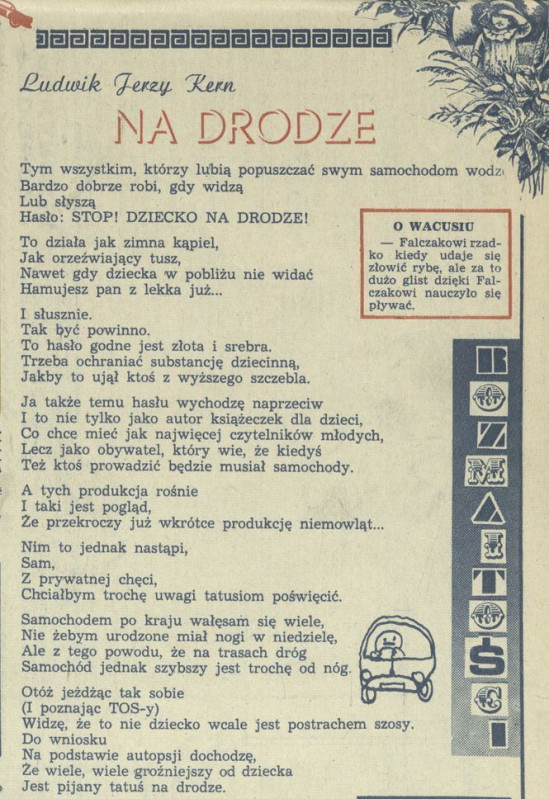 Ludwik Jerzy Kern
NA DRODZE
Tym wszystkim, którzy lubią popuszczać swym samochodom wodze
Bardzo dobrze robi, gdy widzą
Lub słyszą
Hasło: STOP! DZIECKO NA DRODZE!
To działa jak zimna kąpiel,
Jak orzeźwiający tusz,
Nawet gdy dziecka w pobliżu nie widać
Hamujesz pan z lekka już...
I słusznie.
Tak być powinno.
To hasło godne jest złota i srebra.
Trzeba ochraniać substancję dziecinną,
Jakby to ujął ktoś z wyższego szczebla.
Ja także temu hasłu wychodzę naprzeciw
I to nie tylko jako autor książeczek dla dzieci,
Co chce mieć jak najwięcej czytelników młodych,
Lecz jako obywatel, który wie, że kiedyś
Też ktoś prowadzić będzie musiał samochody.
A tych produkcja rośnie
I taki jest pogląd,
Że przekroczy już wkrótce produkcję niemowląt...
Nim to jednak nastąpi,
Sam,
Z prywatnej chęci,
Chciałbym trochę uwagi tatusiom poświęcić.
Samochodem po kraju wałęsam się wiele,
Nie żebym urodzone miał nogi w niedzielę,
Ale z tego powodu, że na trasach dróg
Samochód jednak szybszy jest trochę od nóg.
Otóż jeżdżąc tak sobie
(I poznając TOS-y)
Widzę, że to nie dziecko wcale jest postrachem szosy.
Do wniosku
Na podstawie autopsji dochodzę,
Że wiele, wiele groźniejszy od dziecka
Jest pijany tatuś na drodze.
O WACUSIU
— Falczakowi rzad-
ko kiedy udaje się
złowić rybę, ale za to
dużo glist dzięki Fal-
czakowi nauczyło się
pływać.
ROZMAITOŚCI